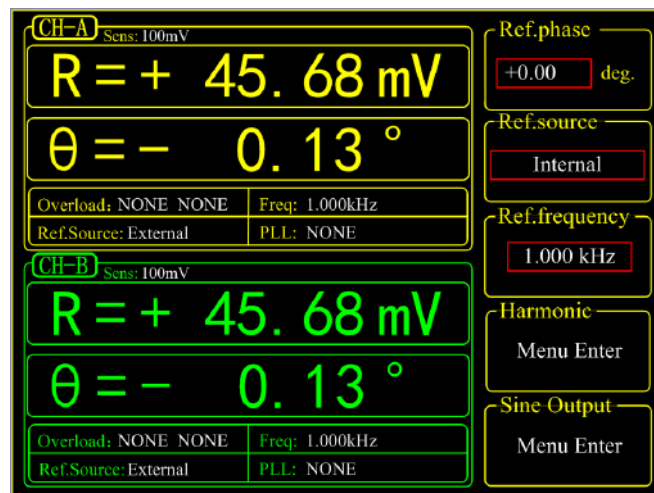 CH-A Sens: 100mV
R = + 45.68 mV
θ = - 0.13 °
Overload: NONE NONE Freq: 1.000kHz
Ref.Source: External PLL: NONE
CH-B Sens: 100mV
R = + 45.68 mV
θ = - 0.13 °
Overload: NONE NONE Freq: 1.000kHz
Ref.Source: External PLL: NONE
Ref.phase
+0.00 deg.
Ref.source
Internal
Ref.frequency
1.000 kHz
Harmonic
Menu Enter
Sine Output
Menu Enter